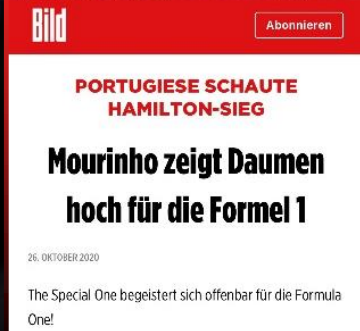 Bild
Abonnieren
PORTUGIESE SCHAUTE
HAMILTON-SIEG
Mourinho zeigt Daumen
hoch für die Formel 1
26. OKTOBER 2020
The Special One begeistert sich offenbar für die Formula
One!